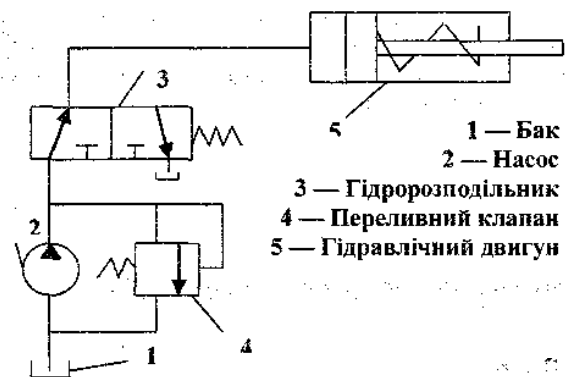 3
5
1 — Бак
2 — Насос
3 — Гідророзподільник
4 — Переливний клапан
5 — Гідравлічний двигун
2
1
4